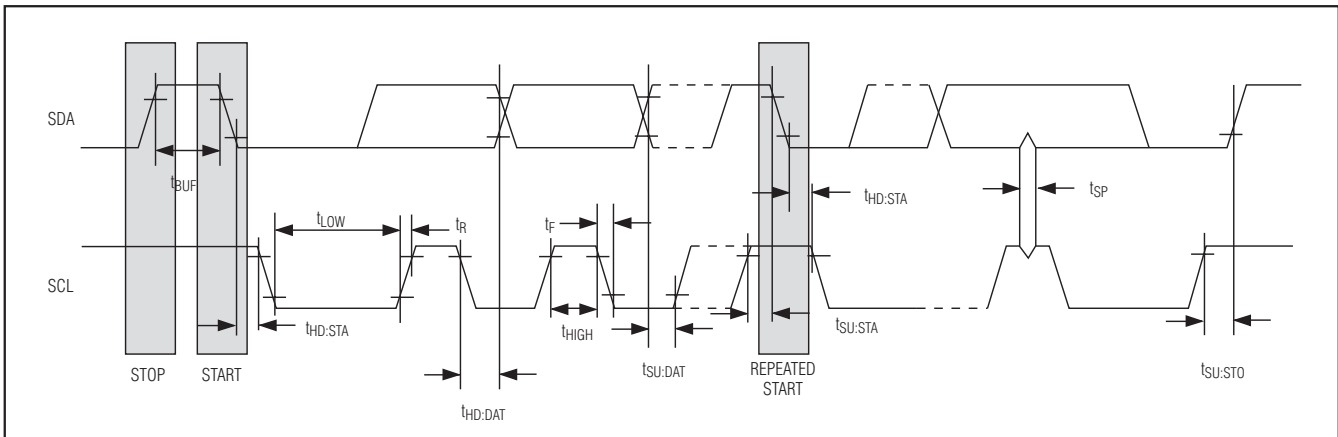 SDA
tBUF
tHD:STA
tSP
tLOW
tR
tF
SCL
tHD:STA
tHIGH
tSU:STA
tSU:DAT
tSU:STO
STOP
START
REPEATED
START
tHD:DAT